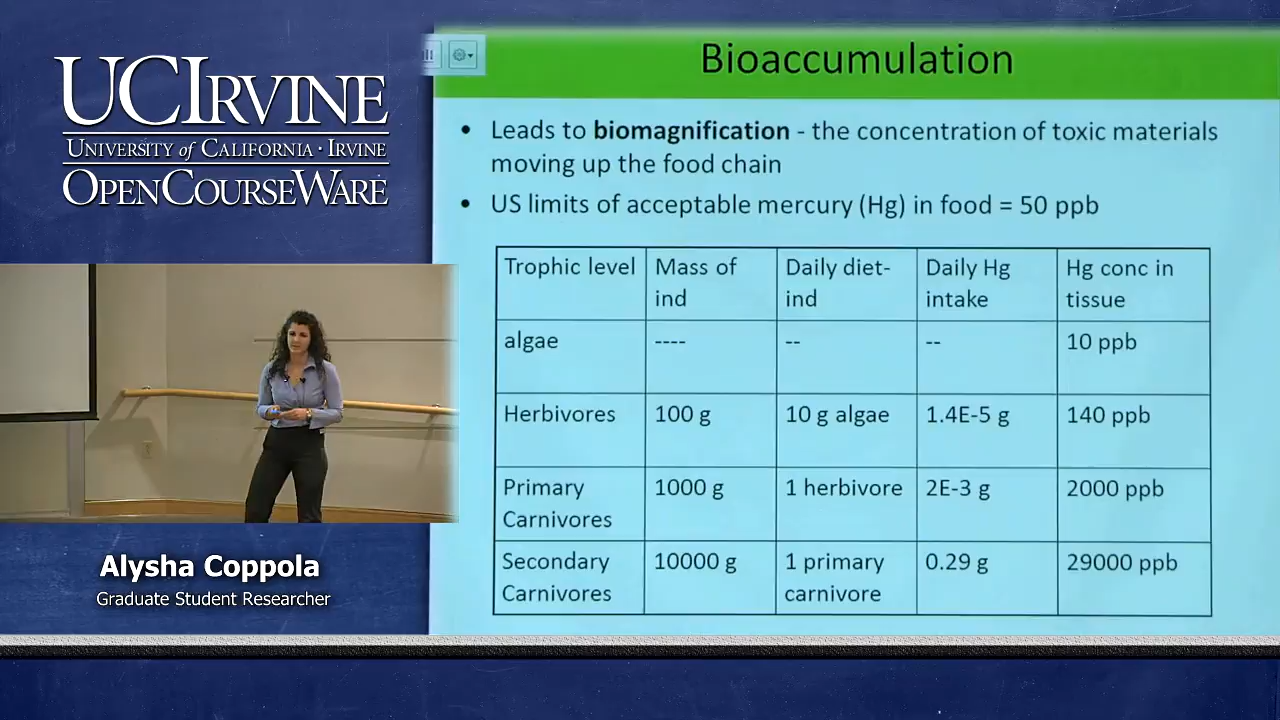 UCIRVINE
UNIVERSITY of CALIFORNIA · IRVINE
OPENCOURSEWARE
Alysha Coppola
Graduate Student Researcher
Bioaccumulation
• Leads to biomagnification - the concentration of toxic materials
moving up the food chain
• US limits of acceptable mercury (Hg) in food = 50 ppb
Trophic level Mass of ind Daily diet-ind Daily Hg intake Hg conc in tissue
algae ---- -- -- 10 ppb
Herbivores 100 g 10 g algae 1.4E-5 g 140 ppb
Primary Carnivores 1000 g 1 herbivore 2E-3 g 2000 ppb
Secondary Carnivores 10000 g 1 primary carnivore 0.29 g 29000 ppb